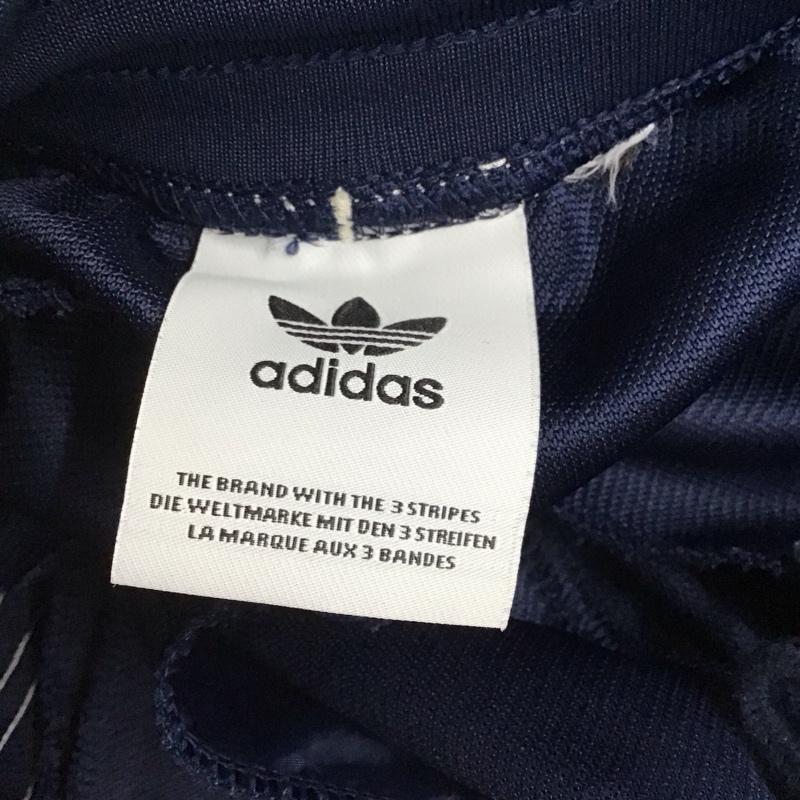 adidas
THE BRAND WITH THE 3 STRIPES
DIE WELTMARKE MIT DEN 3 STREIFEN
LA MARQUE AUX 3 BANDES